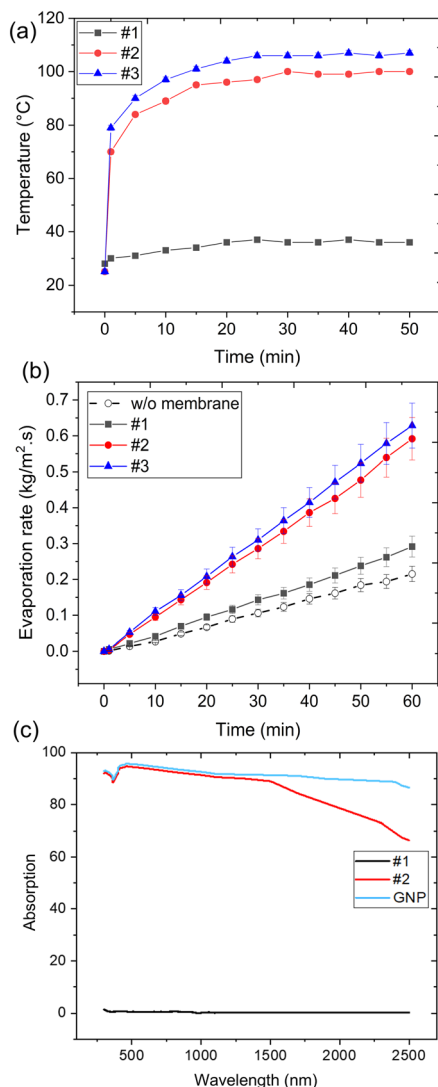 (a)
#1
#2
#3
120
100
80
60
40
20
Temperature (°C)
0 10 20 30 40 50
Time (min)
(b)
w/o membrane
#1
#2
#3
0.7
0.6
0.5
0.4
0.3
0.2
0.1
0.0
Evaporation rate (kg/m².s)
0 10 20 30 40 50 60
Time (min)
(c)
100
80
60
40
20
0
Absorption
#1
#2
GNP
500 1000 1500 2000 2500
Wavelength (nm)